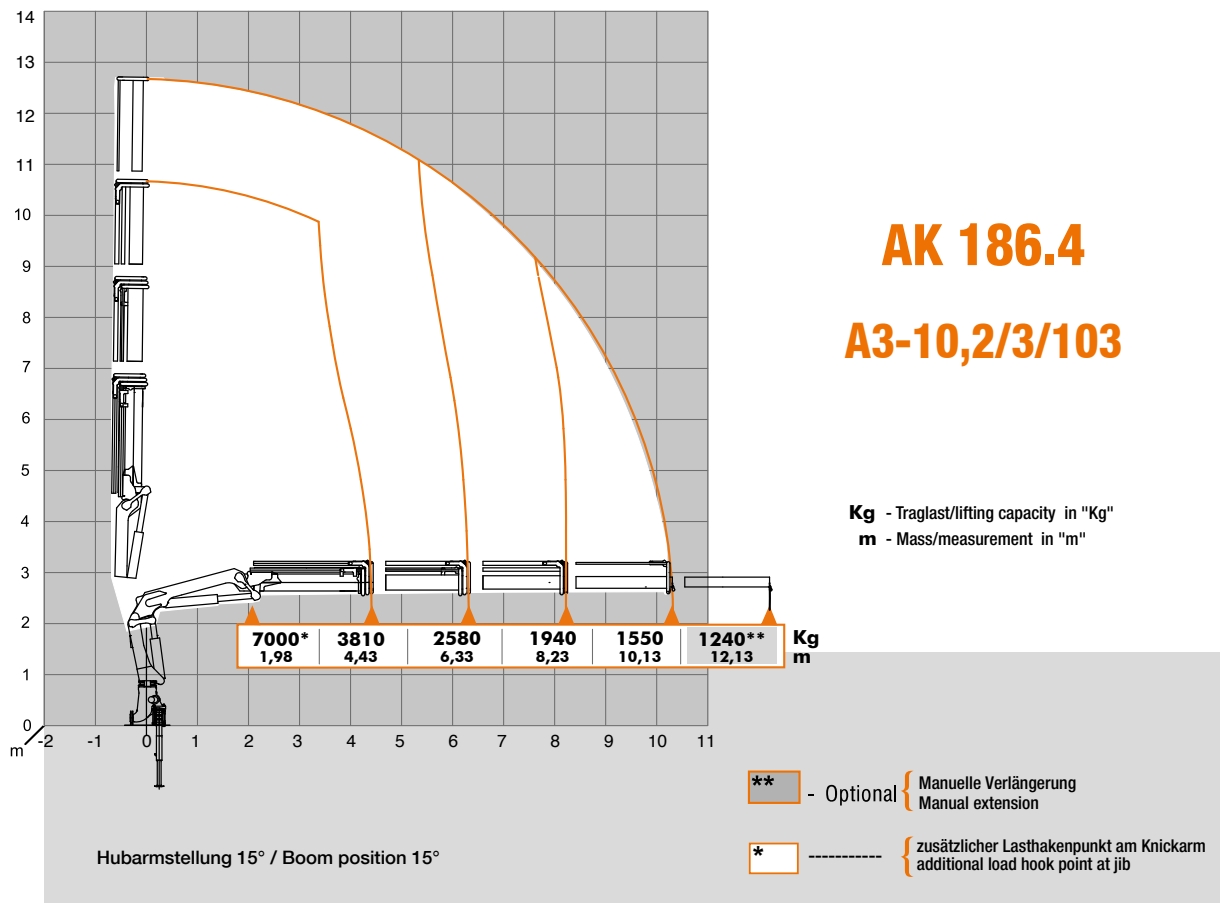 14
13
12
11
10
9
8
7
6
5
4
3
2
1
0
m
-2 -1 0 1 2 3 4 5 6 7 8 9 10 11
7000* 3810 2580 1940 1550 1240** Kg
1,98 4,43 6,33 8,23 10,13 12,13 m
AK 186.4
A3-10,2/3/103
Kg - Traglast/lifting capacity in "Kg"
m - Mass/measurement in "m"
** - Optional { Manuelle Verlängerung
Manual extension
* ----------- { zusätzlicher Lasthakenpunkt am Knickarm
additional load hook point at jib
Hubarmstellung 15° / Boom position 15°